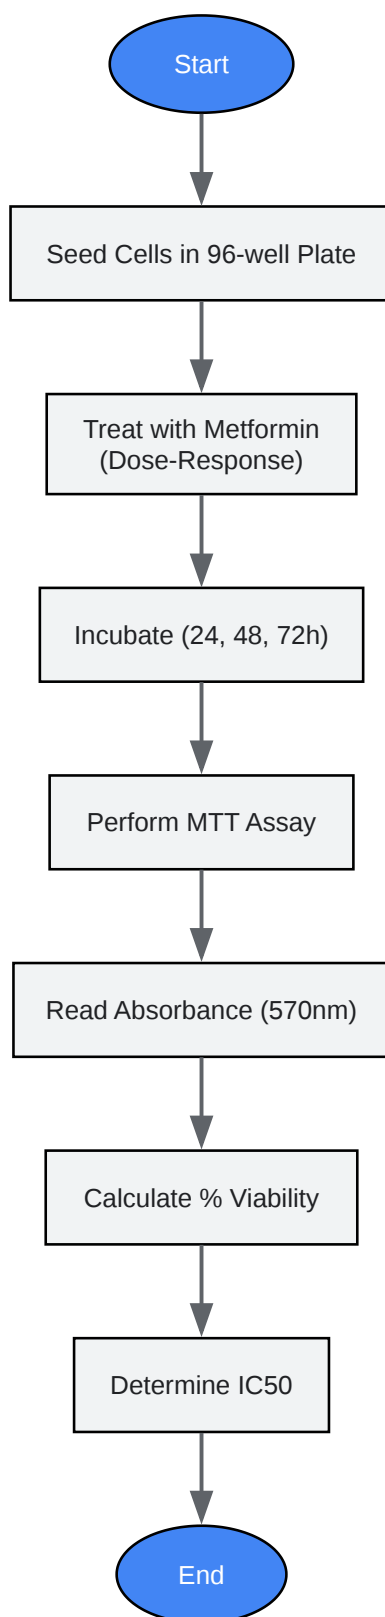 Start
Seed Cells in 96-well Plate
Treat with Metformin
(Dose-Response)
Incubate (24, 48, 72h)
Perform MTT Assay
Read Absorbance (570nm)
Calculate % Viability
Determine IC50
End